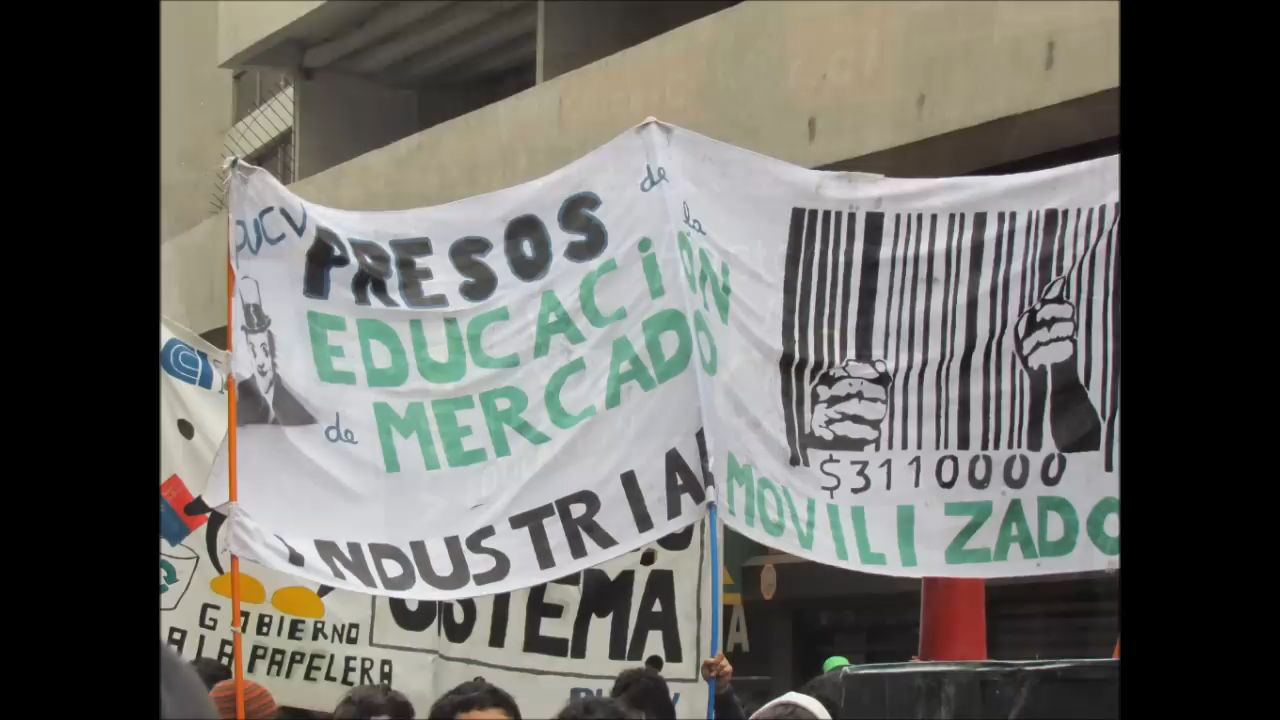 PUCV
PRESOS de la
EDUCACIÓN
de MERCADO
INDUSTRIAL
$3110000
MOVILIZADO
SISTEMA
GOBIERNO
A LA PAPELERA